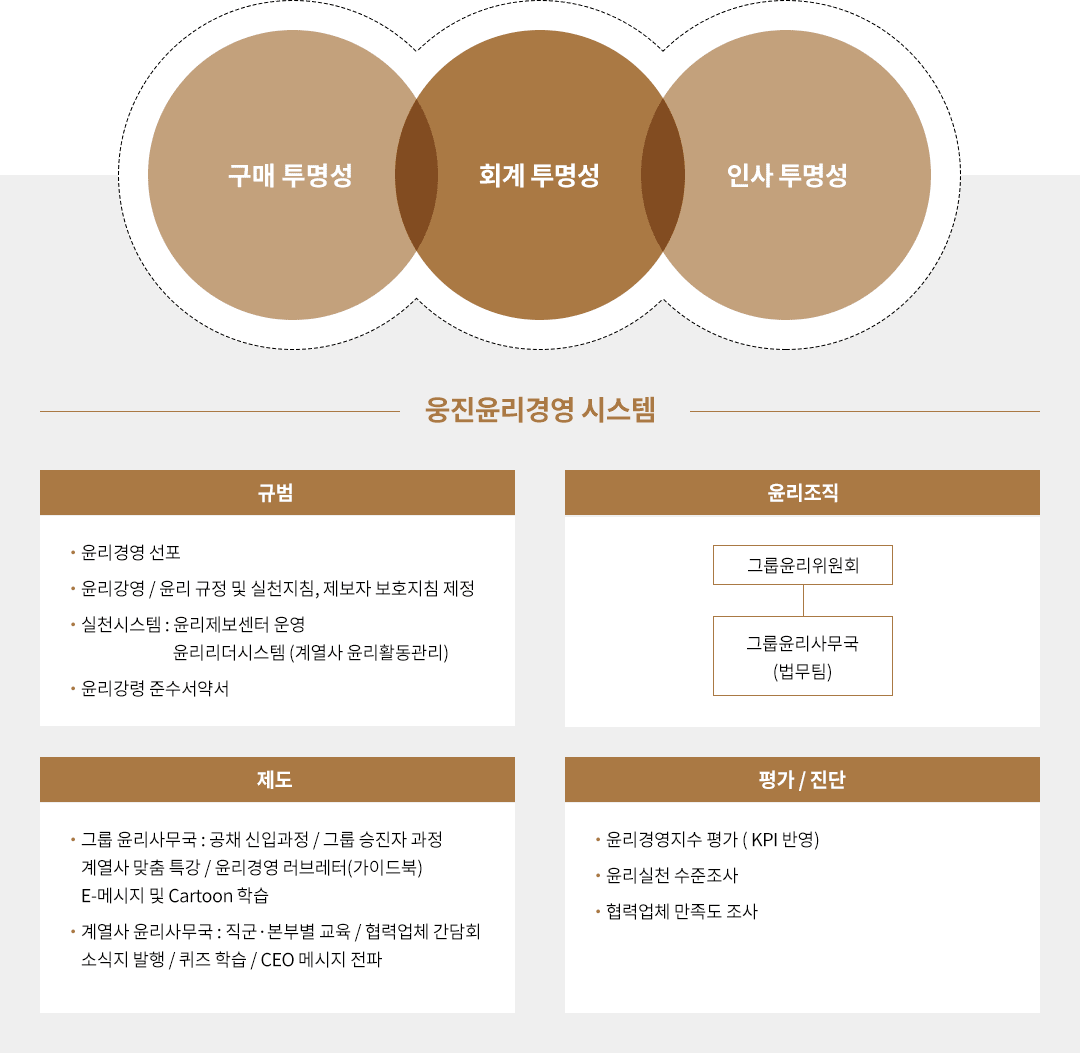 구매 투명성
회계 투명성
인사 투명성
웅진윤리경영 시스템
규범
• 윤리경영 선포
• 윤리강영 / 윤리 규정 및 실천지침, 제보자 보호지침 제정
• 실천시스템 : 윤리제보센터 운영
윤리리더시스템 (계열사 윤리활동관리)
• 윤리강령 준수서약서
윤리조직
그룹윤리위원회
그룹윤리사무국
(법무팀)
제도
• 그룹 윤리사무국 : 공채 신입과정 / 그룹 승진자 과정
계열사 맞춤 특강 / 윤리경영 러브레터(가이드북)
E-메시지 및 Cartoon 학습
• 계열사 윤리사무국 : 직군·본부별 교육 / 협력업체 간담회
소식지 발행 / 퀴즈 학습 / CEO 메시지 전파
평가 / 진단
• 윤리경영지수 평가 ( KPI 반영)
• 윤리실천 수준조사
• 협력업체 만족도 조사